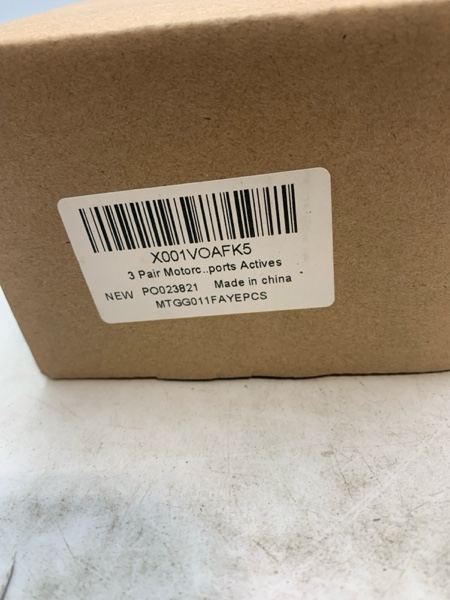 X001VOAFK5
3 Pair Motorc..ports Actives
NEW PO023821 Made in china
MTGG011FAYEPCS